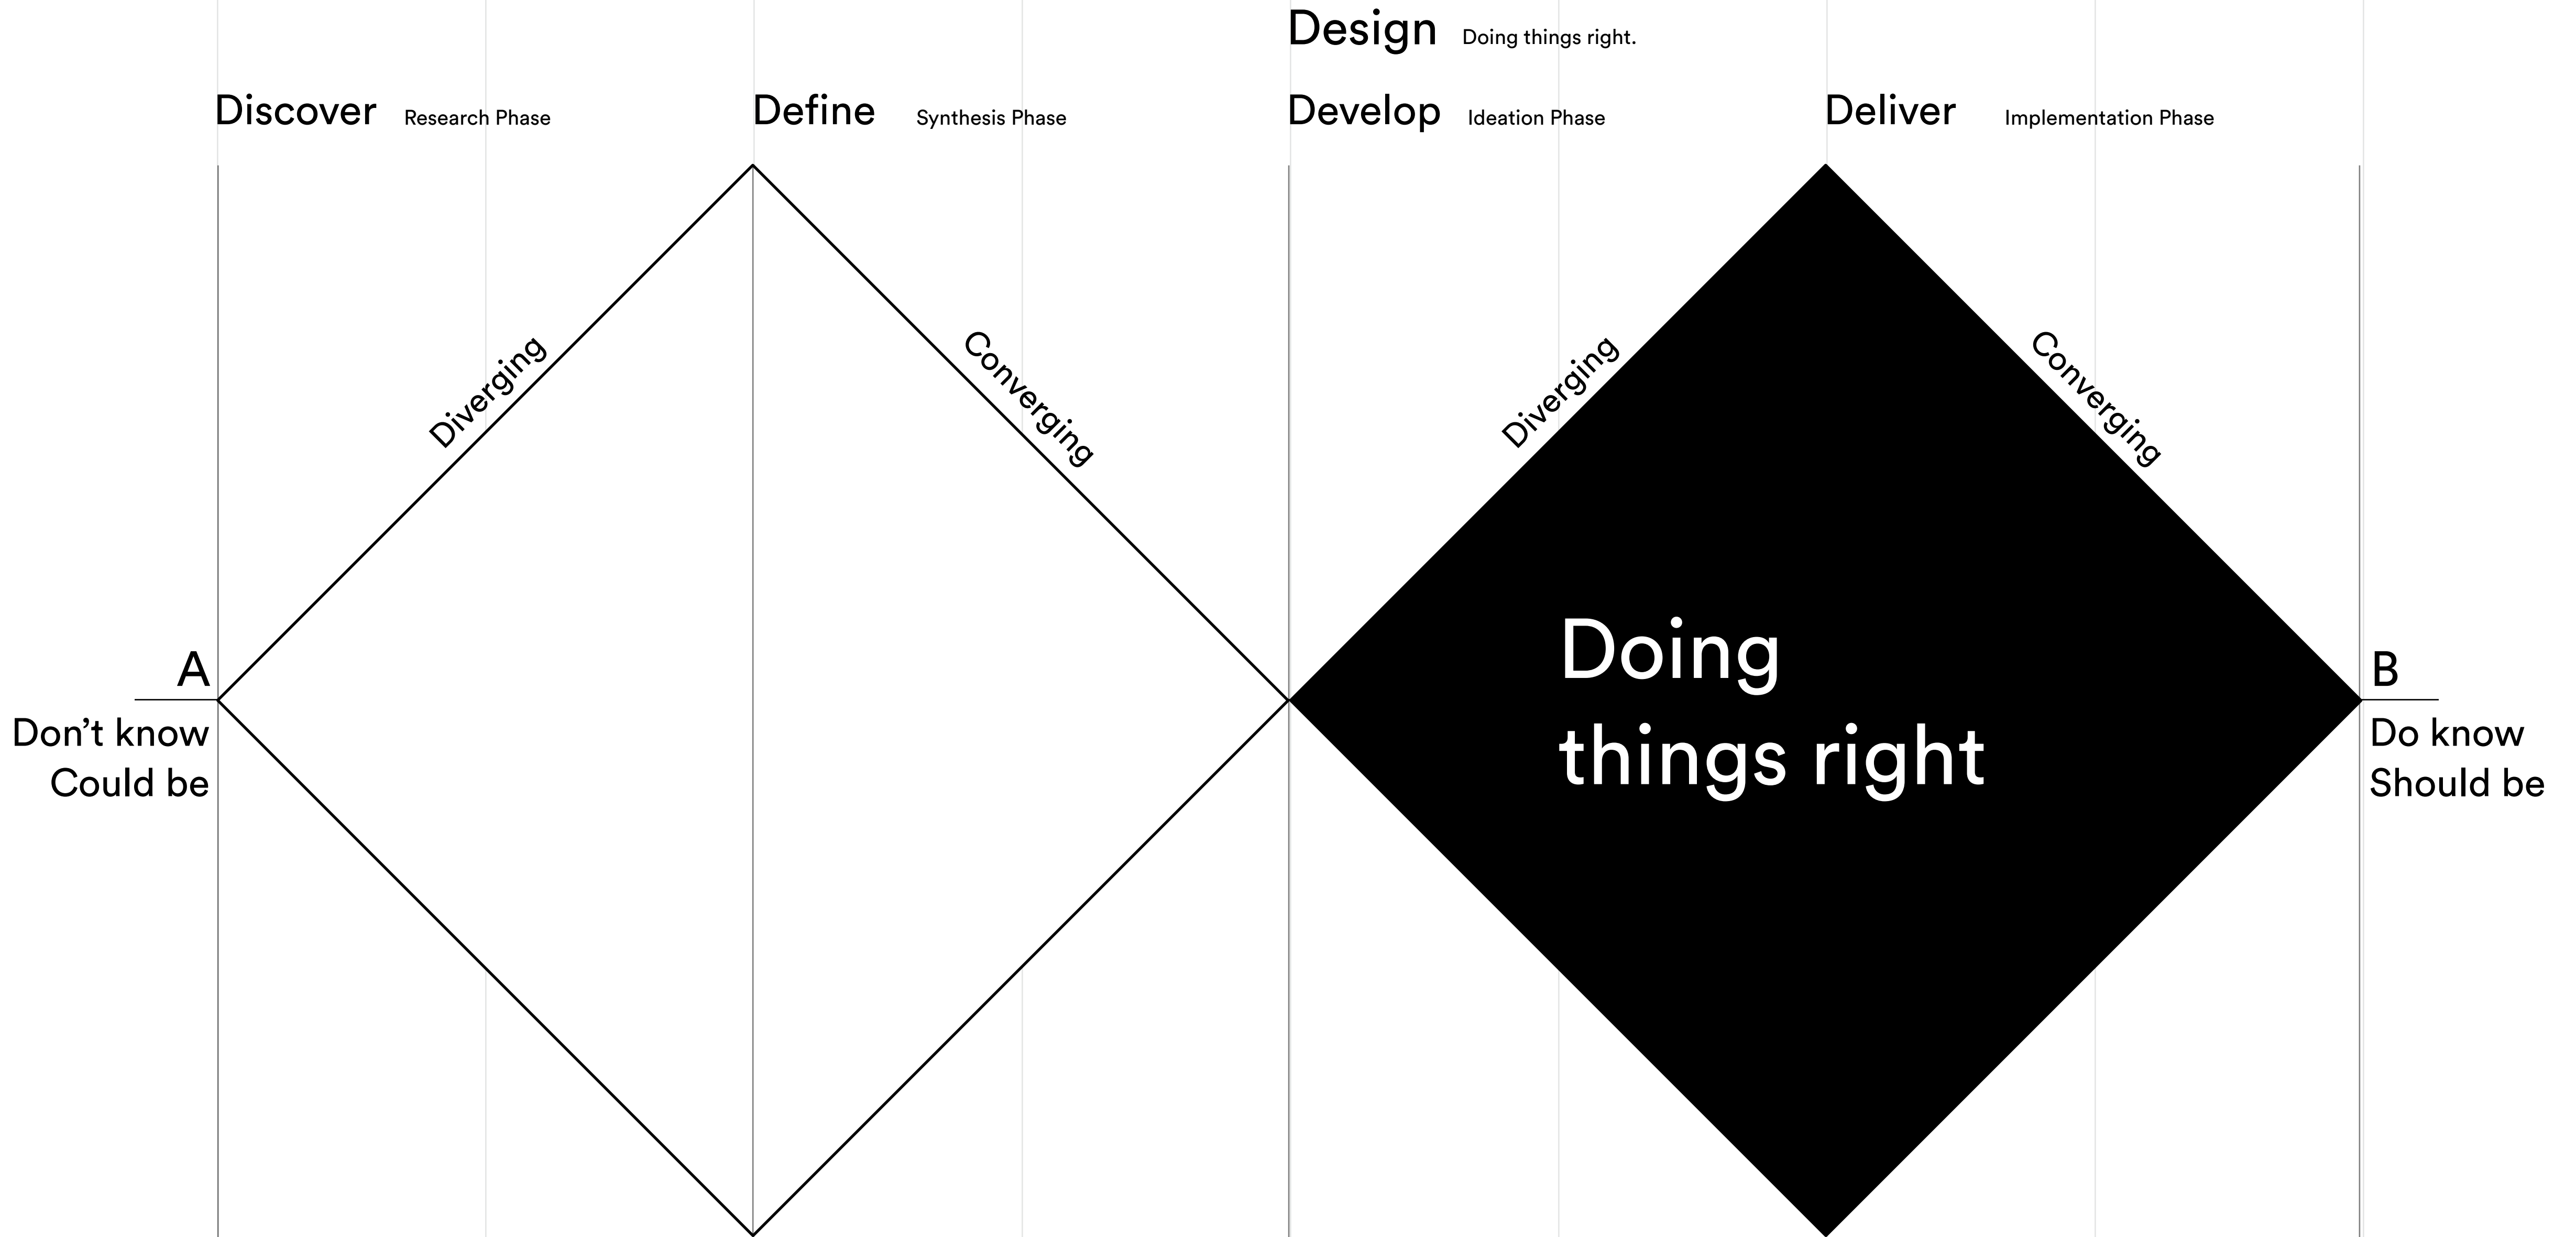 Design Doing things right.
Discover Research Phase Define Synthesis Phase Develop Ideation Phase Deliver Implementation Phase
Diverging
Converging
Diverging
Converging
A
Don’t know
Could be
Doing
things right
B
Do know
Should be